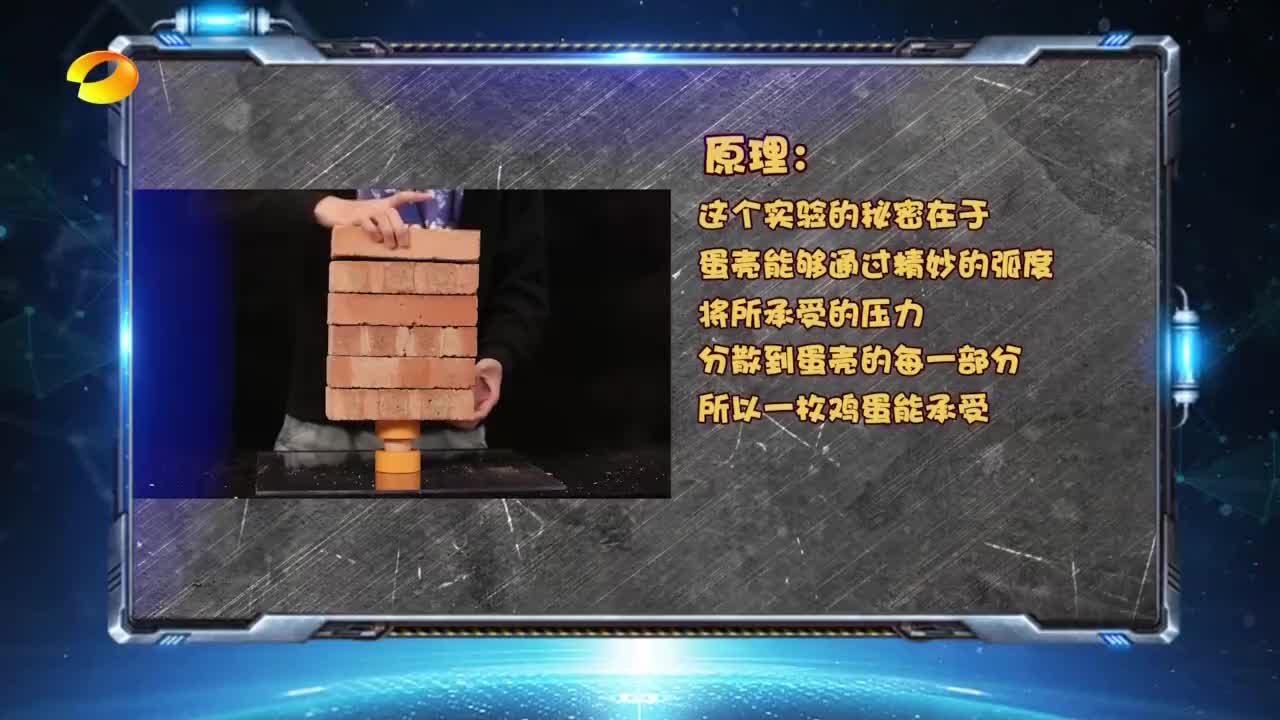 原理：
这个实验的秘密在于
蛋壳能够通过精妙的弧度
将所承受的压力
分散到蛋壳的每一部分
所以一枚鸡蛋能承受